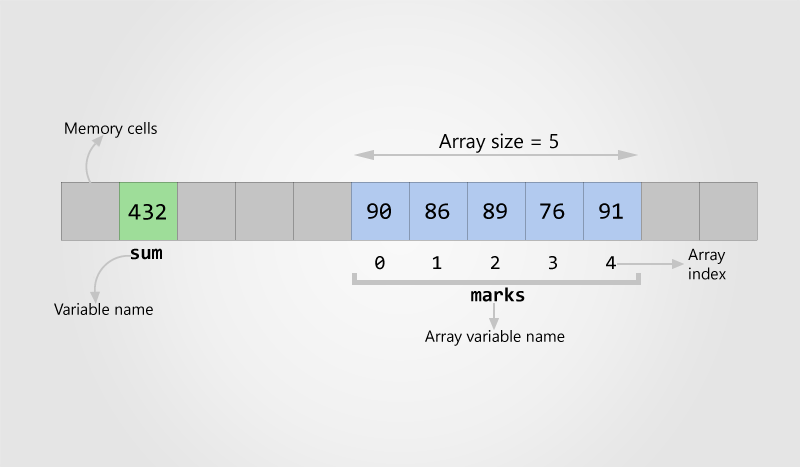 Memory cells
Array size = 5
432 90 86 89 76 91
sum
0 1 2 3 4
Array
index
marks
Variable name
Array variable name